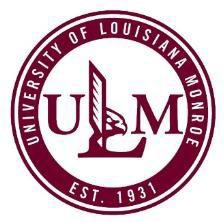 UNIVERSITY OF LOUISIANA MONROE
ULM
EST. 1931